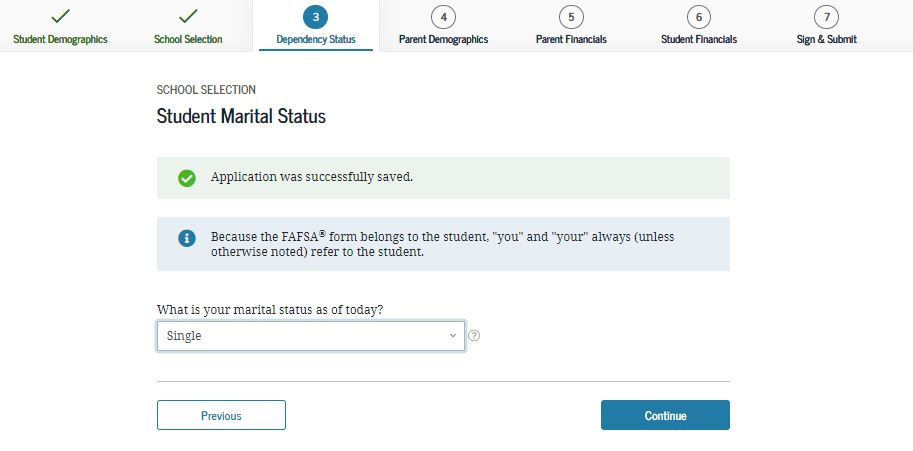 3
4
5
6
7
Student Demographics
School Selection
Dependency Status
Parent Demographics
Parent Financials
Student Financials
Sign & Submit
SCHOOL SELECTION
Student Marital Status
Application was successfully saved.
Because the FAFSA® form belongs to the student, "you" and "your" always (unless
otherwise noted) refer to the student.
What is your marital status as of today?
Single
Previous
Continue